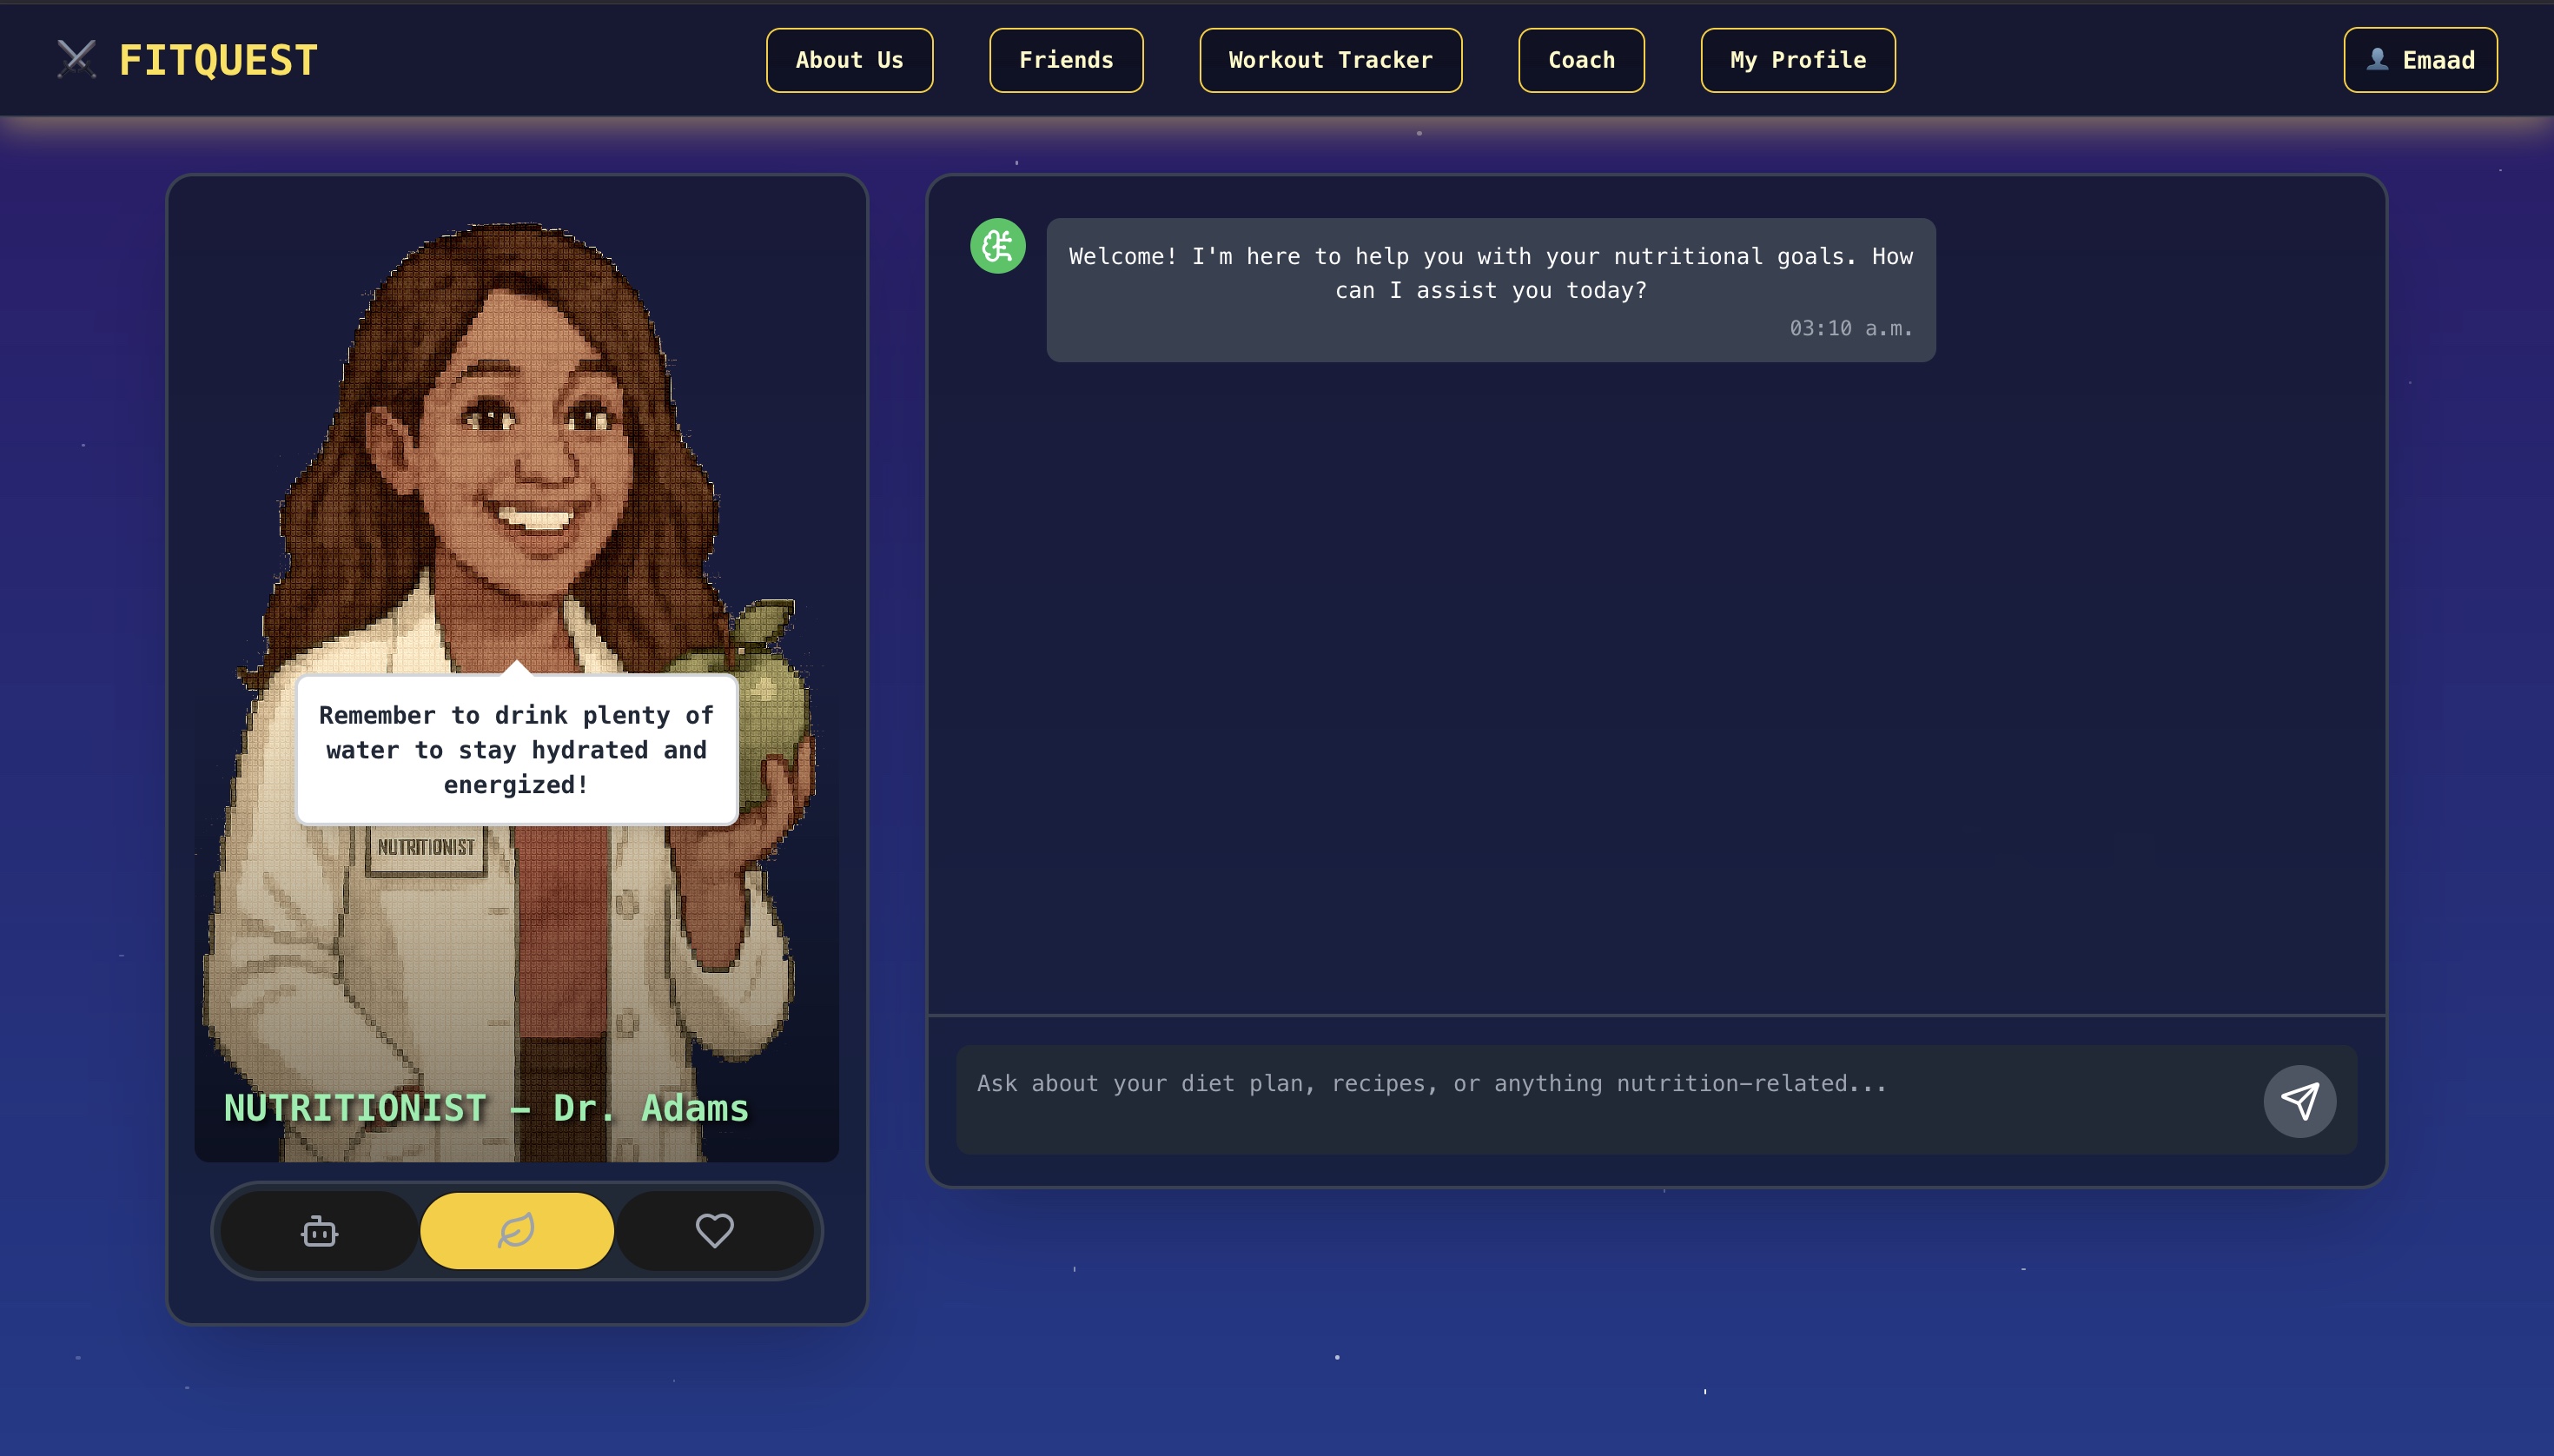 FITQUEST
About Us
Friends
Workout Tracker
Coach
My Profile
Emaad
Remember to drink plenty of
water to stay hydrated and
energized!
NUTRITIONIST
NUTRITIONIST – Dr. Adams
Welcome! I'm here to help you with your nutritional goals. How
can I assist you today?
03:10 a.m.
Ask about your diet plan, recipes, or anything nutrition–related...